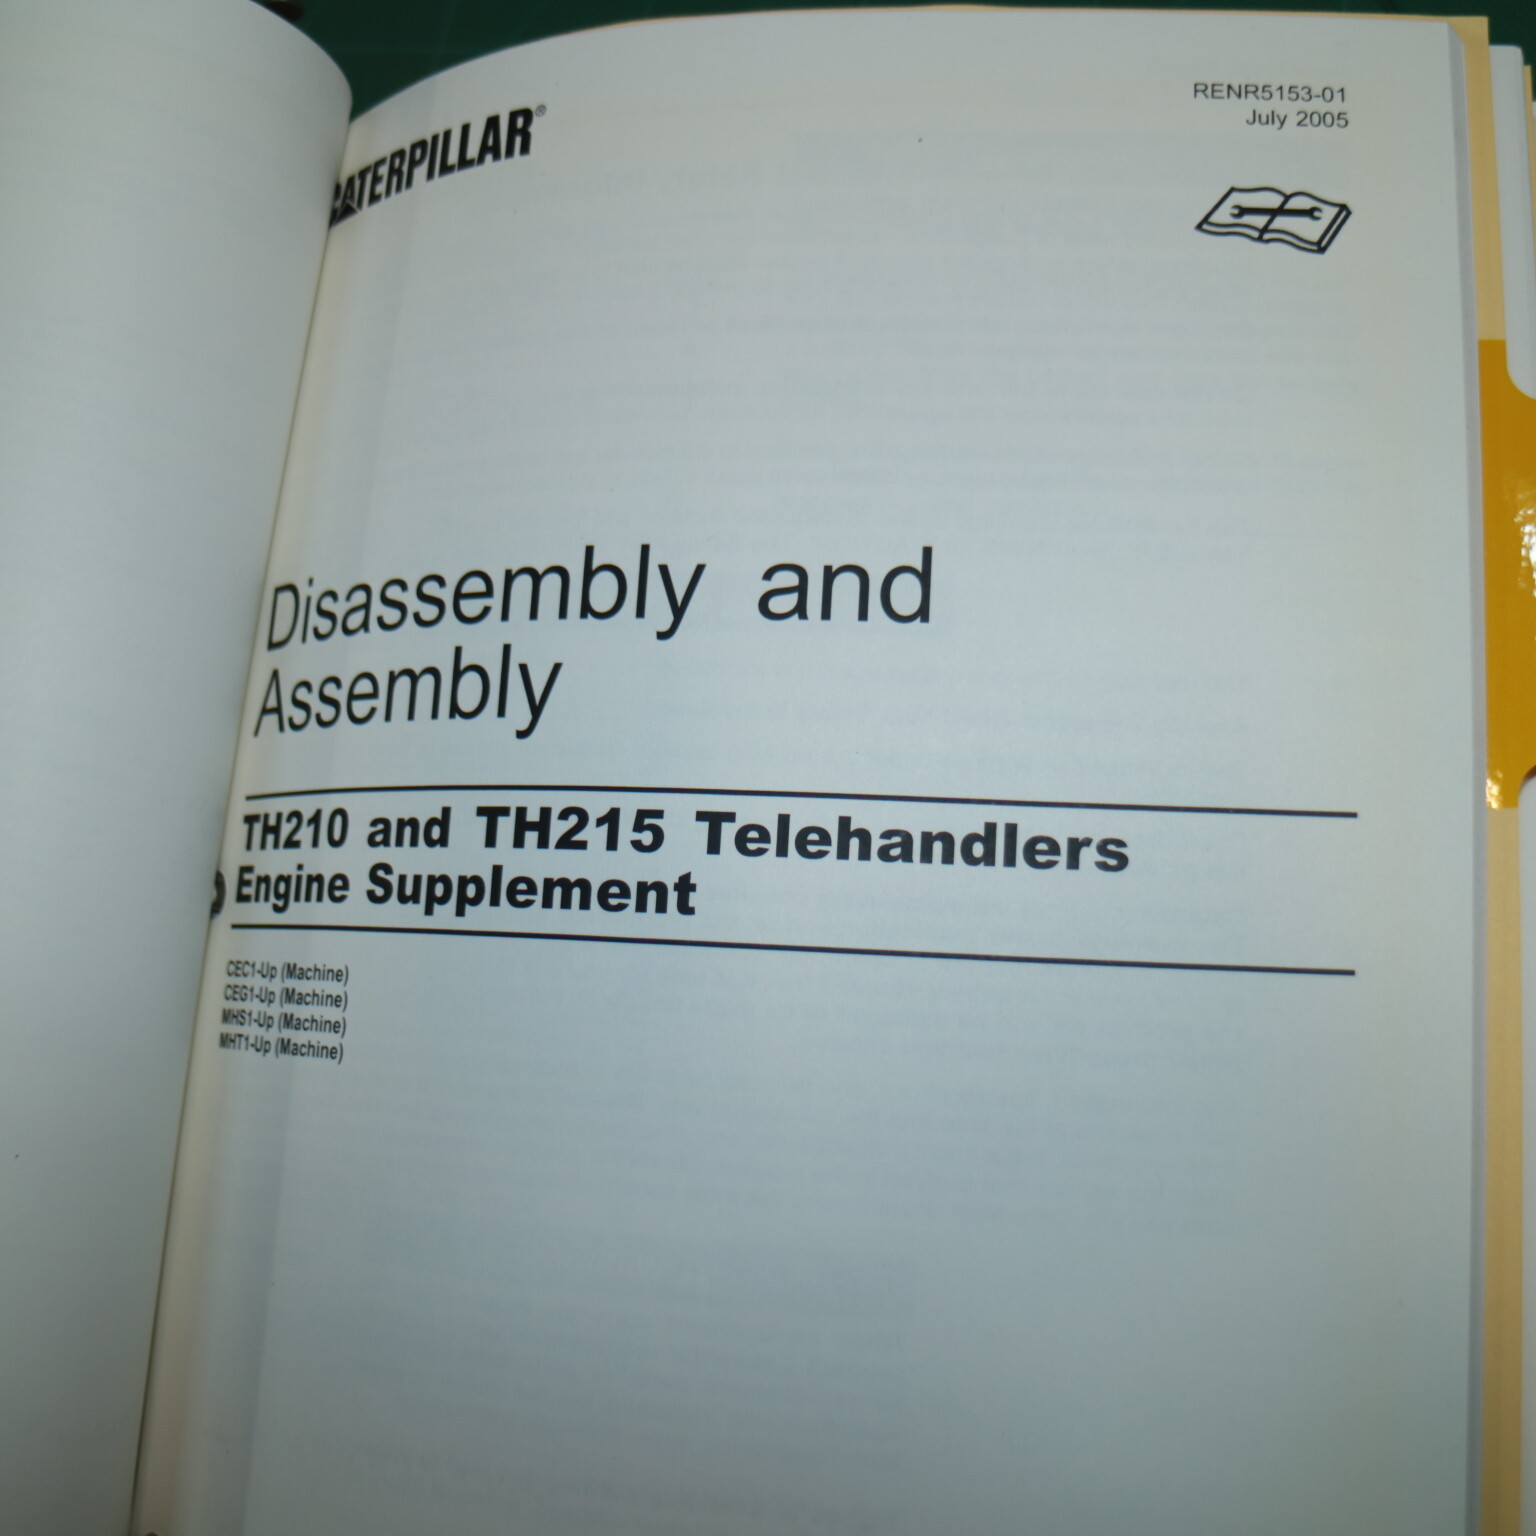 CATERPILLAR®
RENR5153-01
July 2005
Disassembly and
Assembly
TH210 and TH215 Telehandlers
Engine Supplement
CEC1-Up (Machine)
CEG1-Up (Machine)
MHS1-Up (Machine)
MHT1-Up (Machine)